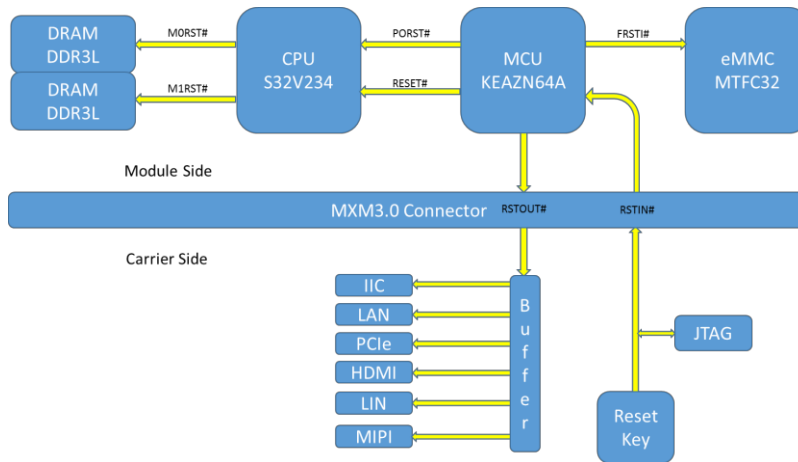 DRAM
DDR3L
M0RST#
CPU
S32V234
PORST#
MCU
KEAZN64A
FRSTI#
eMMC
MTFC32
DRAM
DDR3L
M1RST#
RESET#
Module Side
MXM3.0 Connector
RSTOUT#
RSTIN#
Carrier Side
IIC
LAN
PCIe
HDMI
LIN
MIPI
Buffer
JTAG
Reset
Key